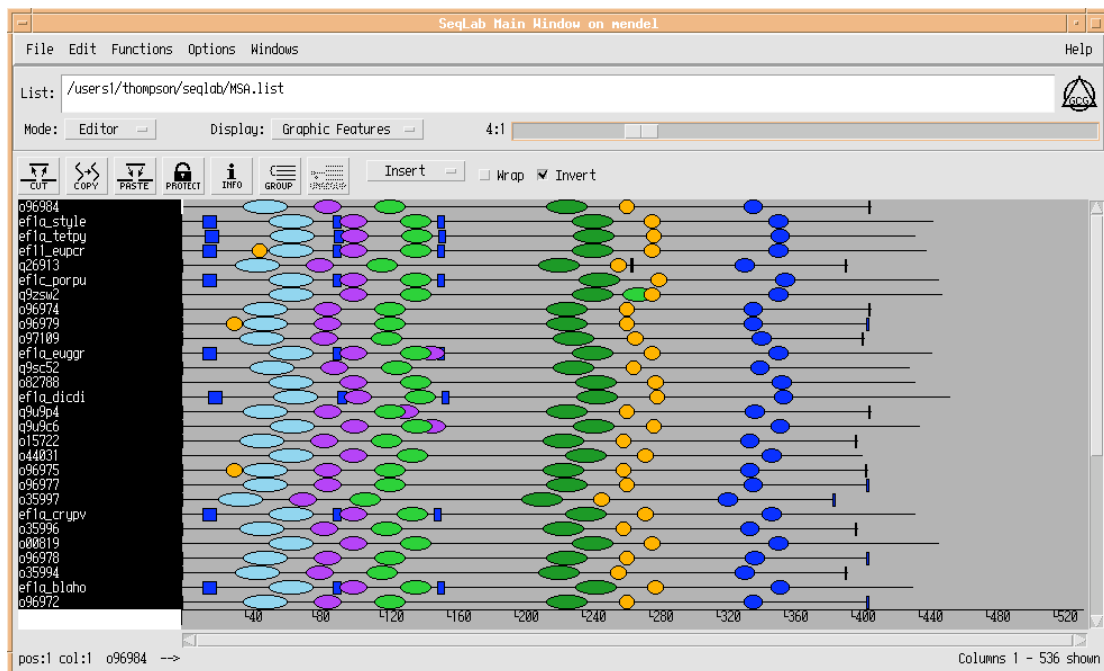 SeqLab Main Window on mendel
File Edit Functions Options Windows Help
List: /users1/thompson/seqlab/MSA.list
GCG
Mode: Editor Display: Graphic Features 4:1
CUT COPY PASTE PROTECT INFO GROUP UNGROUP Insert Wrap Invert
o96984
ef1a_style
ef1a_tetpy
ef11_eupcr
q26913
ef1c_porpu
q9zsw2
o96974
o96979
o97109
ef1a_euggr
q9sc52
o82788
ef1a_dicdi
q9u9p4
q9u9c6
o15722
o44031
o96975
o96977
o35997
ef1a_crypv
o35996
o00819
o96978
o35994
ef1a_blaho
o96972
40 80 120 160 200 240 280 320 360 400 440 480 520
pos:1 col:1 o96984 --> Columns 1 - 536 shown